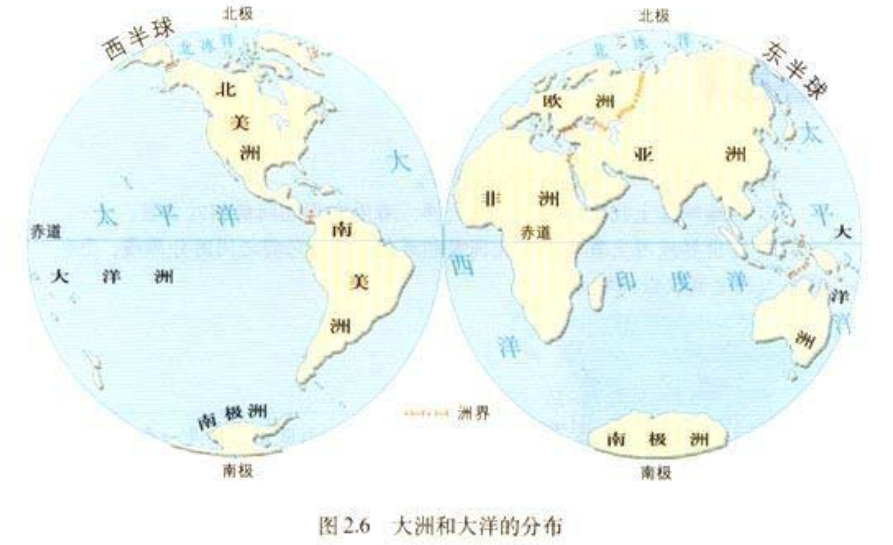 北极
西半球
北冰洋
北美洲
大
太平洋
赤道
南美洲
大洋洲
南极洲
南极
北极
东半球
北冰洋
欧洲
亚洲
非洲
赤道
太平洋
大洋洲
西洋
印度洋
南极洲
南极
洲界
图 2.6 大洲和大洋的分布